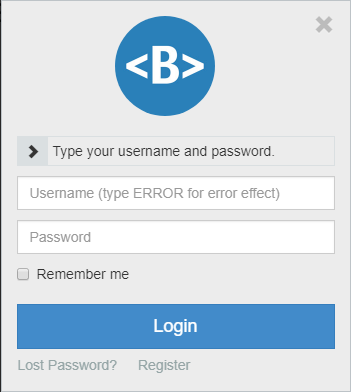 <B>
Type your username and password.
Username (type ERROR for error effect)
Password
Remember me
Login
Lost Password? Register